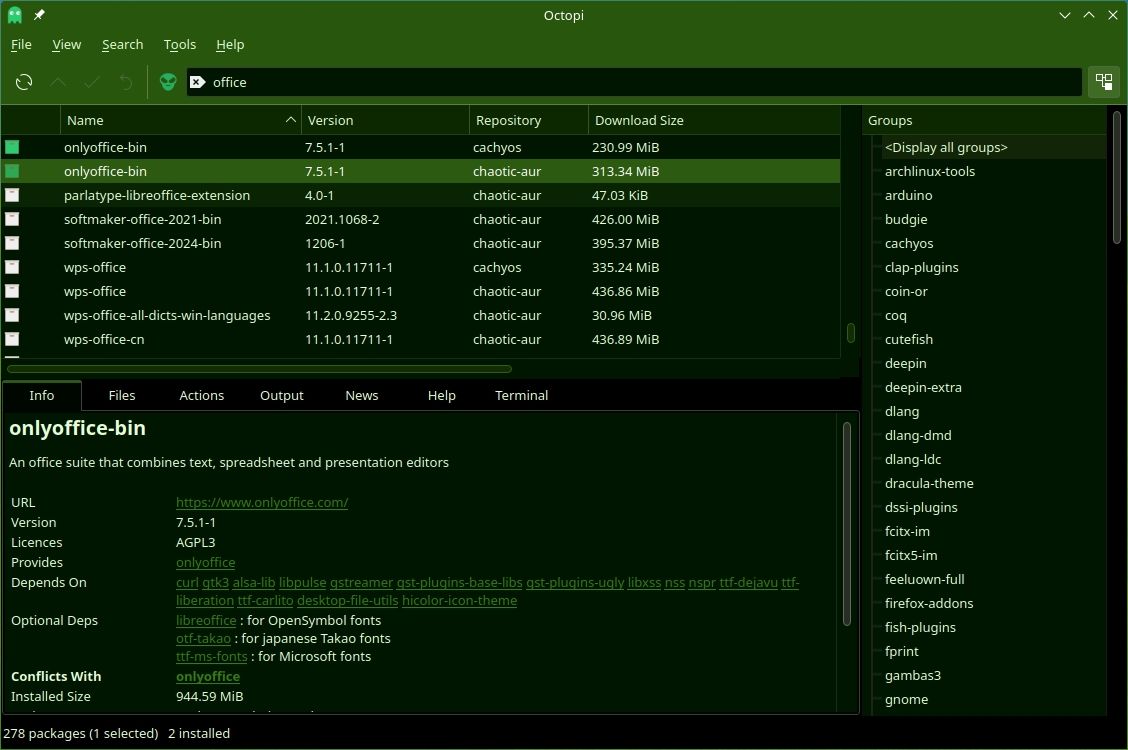 Octopi
File View Search Tools Help
office
Name Version Repository Download Size
onlyoffice-bin 7.5.1-1 cachyos 230.99 MiB
onlyoffice-bin 7.5.1-1 chaotic-aur 313.34 MiB
parlatype-libreoffice-extension 4.0-1 chaotic-aur 47.03 KiB
softmaker-office-2021-bin 2021.1068-2 chaotic-aur 426.00 MiB
softmaker-office-2024-bin 1206-1 chaotic-aur 395.37 MiB
wps-office 11.1.0.11711-1 cachyos 335.24 MiB
wps-office 11.1.0.11711-1 chaotic-aur 436.86 MiB
wps-office-all-dicts-win-languages 11.2.0.9255-2.3 chaotic-aur 30.96 MiB
wps-office-cn 11.1.0.11711-1 chaotic-aur 436.89 MiB
Info Files Actions Output News Help Terminal
onlyoffice-bin
An office suite that combines text, spreadsheet and presentation editors
URL https://www.onlyoffice.com/
Version 7.5.1-1
Licences AGPL3
Provides onlyoffice
Depends On curl gtk3 alsa-lib libpulse gstreamer gst-plugins-base-libs gst-plugins-ugly libxss nss nspr ttf-dejavu ttf-
liberation ttf-carlito desktop-file-utils hicolor-icon-theme
Optional Deps libreoffice : for OpenSymbol fonts
otf-takao : for japanese Takao fonts
ttf-ms-fonts : for Microsoft fonts
Conflicts With onlyoffice
Installed Size 944.59 MiB
Groups
<Display all groups>
archlinux-tools
arduino
budgie
cachyos
clap-plugins
coin-or
coq
cutefish
deepin
deepin-extra
dlang
dlang-dmd
dlang-ldc
dracula-theme
dssi-plugins
fcitx-im
fcitx5-im
feeluown-full
firefox-addons
fish-plugins
fprint
gambas3
gnome
278 packages (1 selected) 2 installed